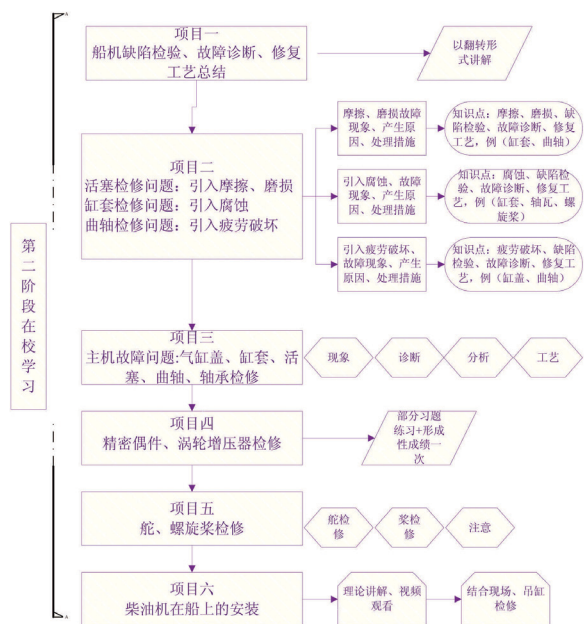 项目一
船机缺陷检验、故障诊断、修复
工艺总结
以翻转形
式讲解
项目二
活塞检修问题：引入摩擦、磨损
缸套检修问题：引入腐蚀
曲轴检修问题：引入疲劳破坏
摩擦、磨损故障
现象、产生原
因、处理措施
知识点：摩擦、磨损、缺
陷检验、故障诊断、修复
工艺，例（缸套、曲轴）
引入腐蚀、故障
现象、产生原
因、处理措施
知识点：腐蚀、缺陷检
验、故障诊断、修复工
艺，例（缸套、轴瓦、螺
旋桨）
引入疲劳破坏、
故障现象、产生
原因、处理措施
知识点：疲劳破坏、缺陷
检验、故障诊断、修复工
艺，例（缸盖、曲轴）
第二阶段在校学习
项目三
主机故障问题:气缸盖、缸套、活
塞、曲轴、轴承检修
现象
诊断
分析
工艺
项目四
精密偶件、涡轮增压器检修
部分习题
练习+形成
性成绩一
次
项目五
舵、螺旋桨检修
舵检
修
桨检
修
注意
项目六
柴油机在船上的安装
理论讲解、视频
观看
结合现场、吊缸
检修